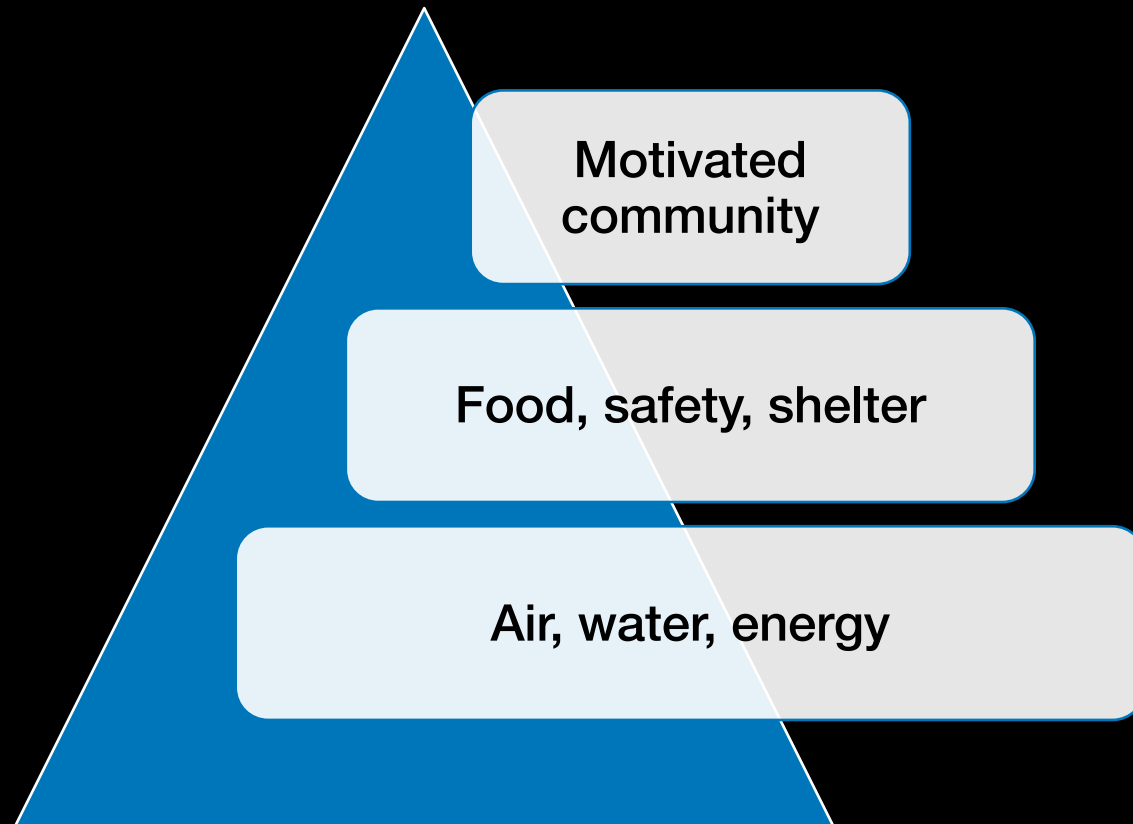 Motivated
community
Food, safety, shelter
Air, water, energy